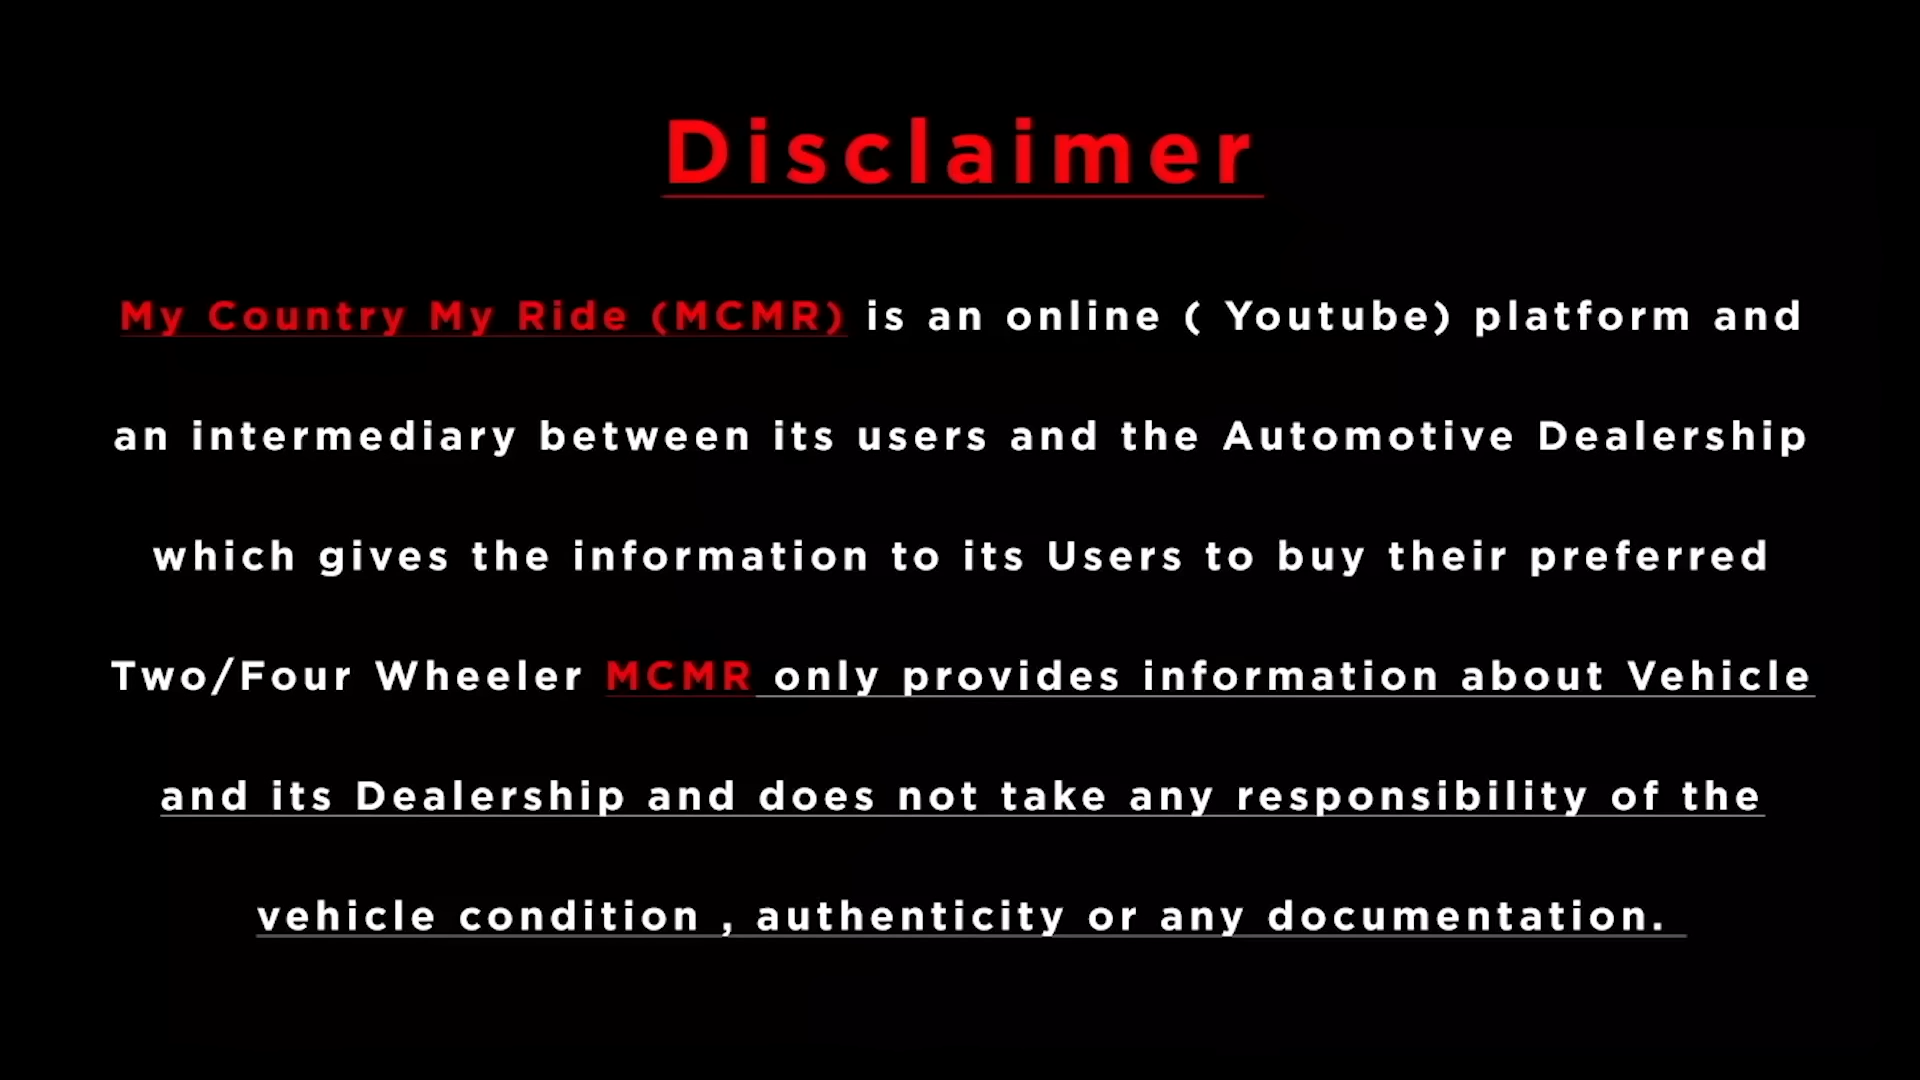 Disclaimer
My Country My Ride (MCMR) is an online ( Youtube) platform and
an intermediary between its users and the Automotive Dealership
which gives the information to its Users to buy their preferred
Two/Four Wheeler MCMR only provides information about Vehicle
and its Dealership and does not take any responsibility of the
vehicle condition , authenticity or any documentation.